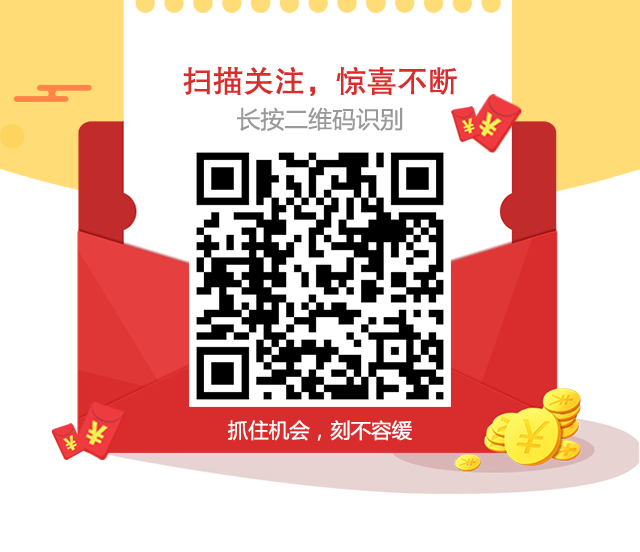 扫描关注，惊喜不断
长按二维码识别
抓住机会，刻不容缓